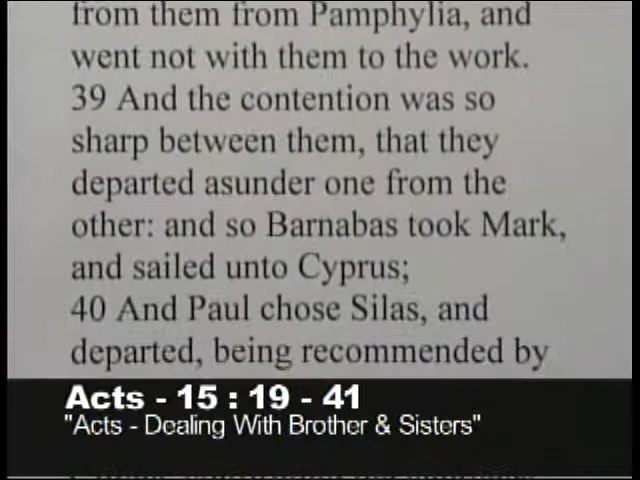 from them from Pamphylia, and
went not with them to the work.
39 And the contention was so
sharp between them, that they
departed asunder one from the
other: and so Barnabas took Mark,
and sailed unto Cyprus;
40 And Paul chose Silas, and
departed, being recommended by
Acts - 15 : 19 - 41
"Acts - Dealing With Brother & Sisters"